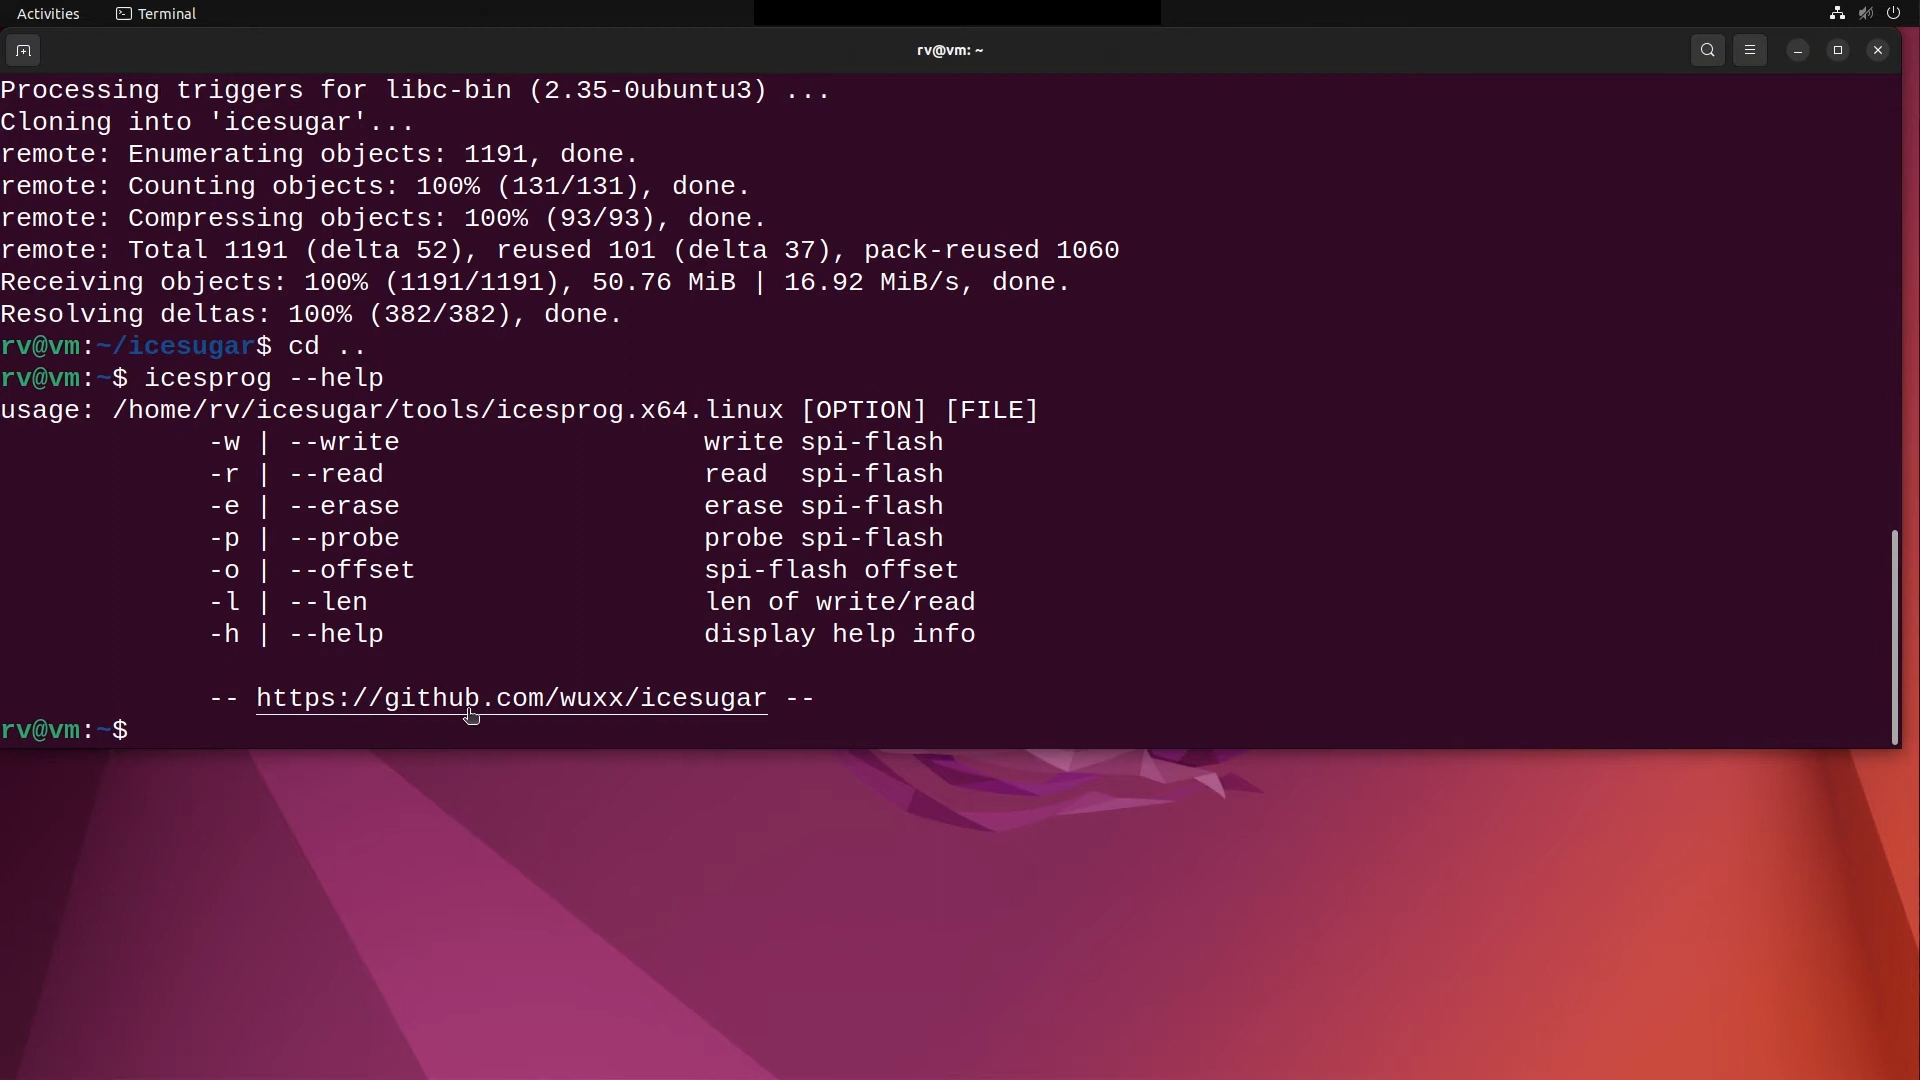 Activities
Terminal
rv@vm: ~
Processing triggers for libc-bin (2.35-0ubuntu3) ...
Cloning into 'icesugar'...
remote: Enumerating objects: 1191, done.
remote: Counting objects: 100% (131/131), done.
remote: Compressing objects: 100% (93/93), done.
remote: Total 1191 (delta 52), reused 101 (delta 37), pack-reused 1060
Receiving objects: 100% (1191/1191), 50.76 MiB | 16.92 MiB/s, done.
Resolving deltas: 100% (382/382), done.
rv@vm:~/icesugar$ cd ..
rv@vm:~$ icesprog --help
usage: /home/rv/icesugar/tools/icesprog.x64.linux [OPTION] [FILE]
-w | --write                   write spi-flash
-r | --read                    read  spi-flash
-e | --erase                   erase spi-flash
-p | --probe                   probe spi-flash
-o | --offset                  spi-flash offset
-l | --len                     len of write/read
-h | --help                    display help info
-- https://github.com/wuxx/icesugar --
rv@vm:~$